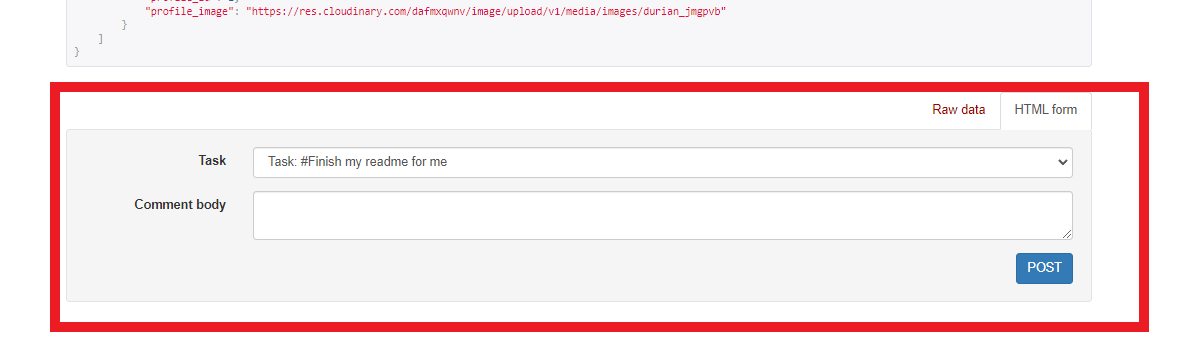 "profile_image": "https://res.cloudinary.com/dafmxqwnv/image/upload/v1/media/images/durian_jmgpvb"
}
]
}
Raw data HTML form
Task Task: #Finish my readme for me
Comment body
POST